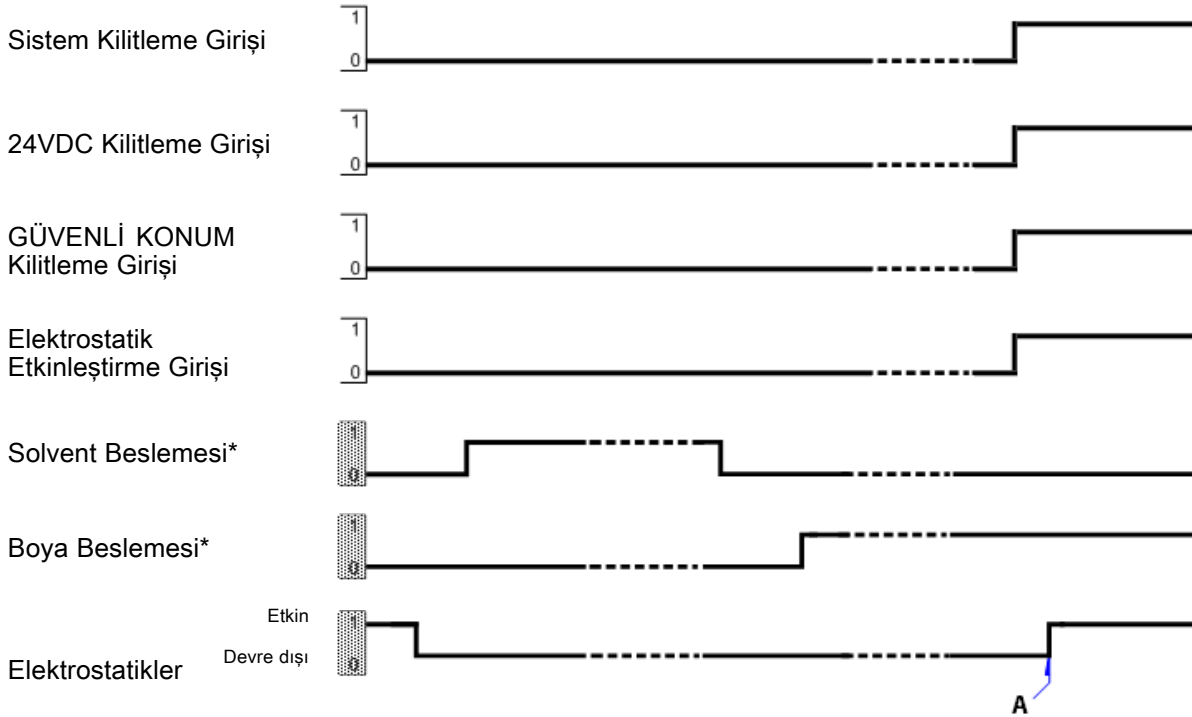 Sistem Kilitleme Girişi
1
0
24VDC Kilitleme Girişi
1
0
GÜVENLİ KONUM
Kilitleme Girişi
1
0
Elektrostatik
Etkinleştirme Girişi
1
0
Solvent Beslemesi*
1
0
Boya Beslemesi*
1
0
Etkin
1
Devre dışı
0
Elektrostatikler
A